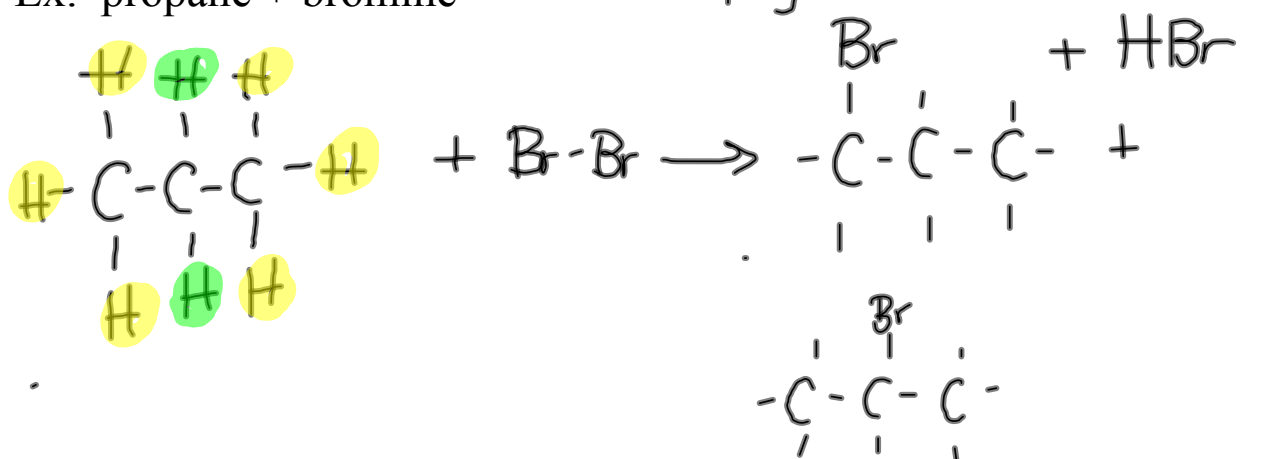 Ex: propane + bromine
Br + HBr
H H H
H - C - C - C - H + Br - Br → - C - C - C - +
H H H
Br
- C - C - C -